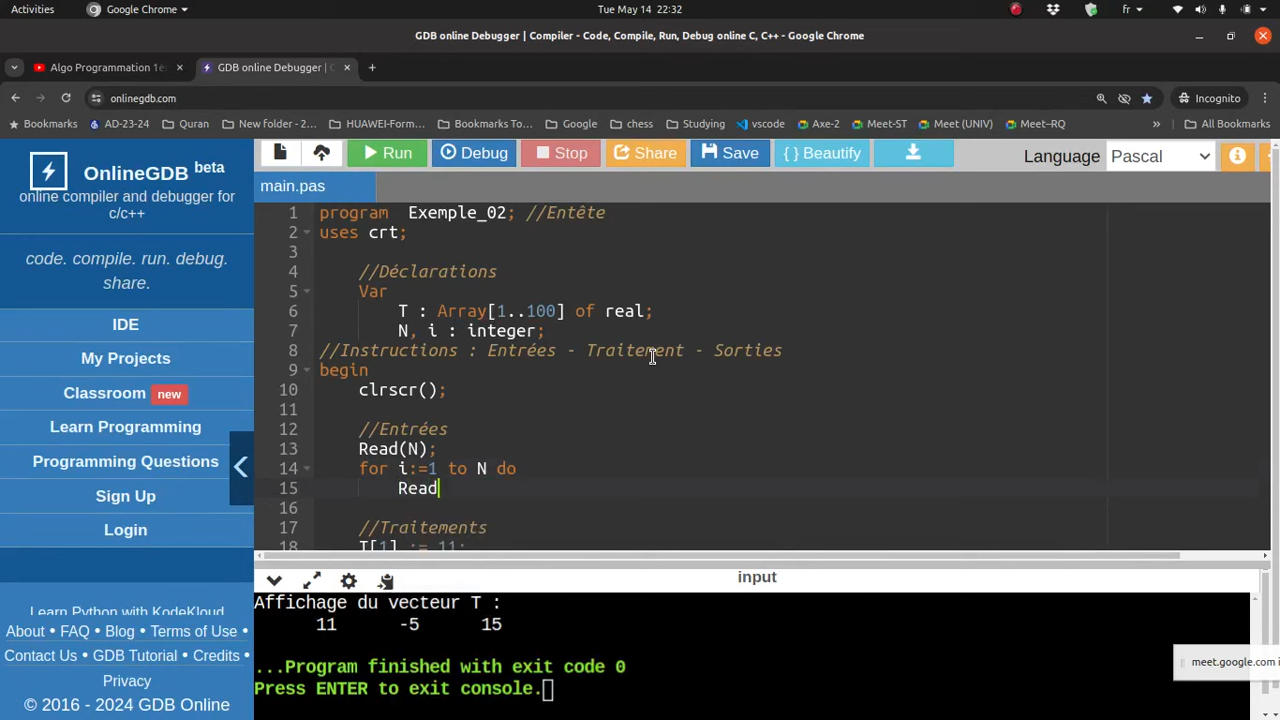 Activities Google Chrome Tue May 14 22:32 fr
GDB online Debugger | Compiler - Code, Compile, Run, Debug online C, C++ - Google Chrome
Algo Programmation 1è GDB online Debugger | C
onlinegdb.com Incognito
Bookmarks AD-23-24 Quran New folder - 2… HUAWEI-Form… Bookmarks To… Google chess Studying vscode Axe-2 Meet-ST Meet (UNIV) Meet–RQ » All Bookmarks
OnlineGDB beta
online compiler and debugger for
c/c++
code. compile. run. debug.
share.
IDE
My Projects
Classroom new
Learn Programming
Programming Questions
Sign Up
Login
Learn Python with KodeKloud
About • FAQ • Blog • Terms of Use •
Contact Us • GDB Tutorial • Credits •
Privacy
© 2016 - 2024 GDB Online
Run Debug Stop Share Save { } Beautify Language Pascal
main.pas
1 program Exemple_02; //Entête
2 uses crt;
3
4 //Déclarations
5 Var
6 T : Array[1..100] of real;
7 N, i : integer;
8 //Instructions : Entrées - Traitement - Sorties
9 begin
10 clrscr();
11
12 //Entrées
13 Read(N);
14 for i:=1 to N do
15 Read
16
17 //Traitements
18 T[1] := 11;
input
Affichage du vecteur T :
11 -5 15
...Program finished with exit code 0
Press ENTER to exit console.
meet.google.com i